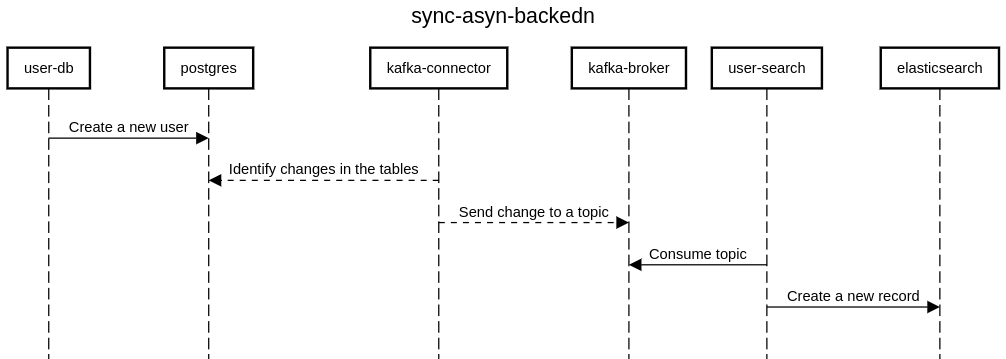 sync-asyn-backedn
user-db
postgres
kafka-connector
kafka-broker
user-search
elasticsearch
Create a new user
Identify changes in the tables
Send change to a topic
Consume topic
Create a new record